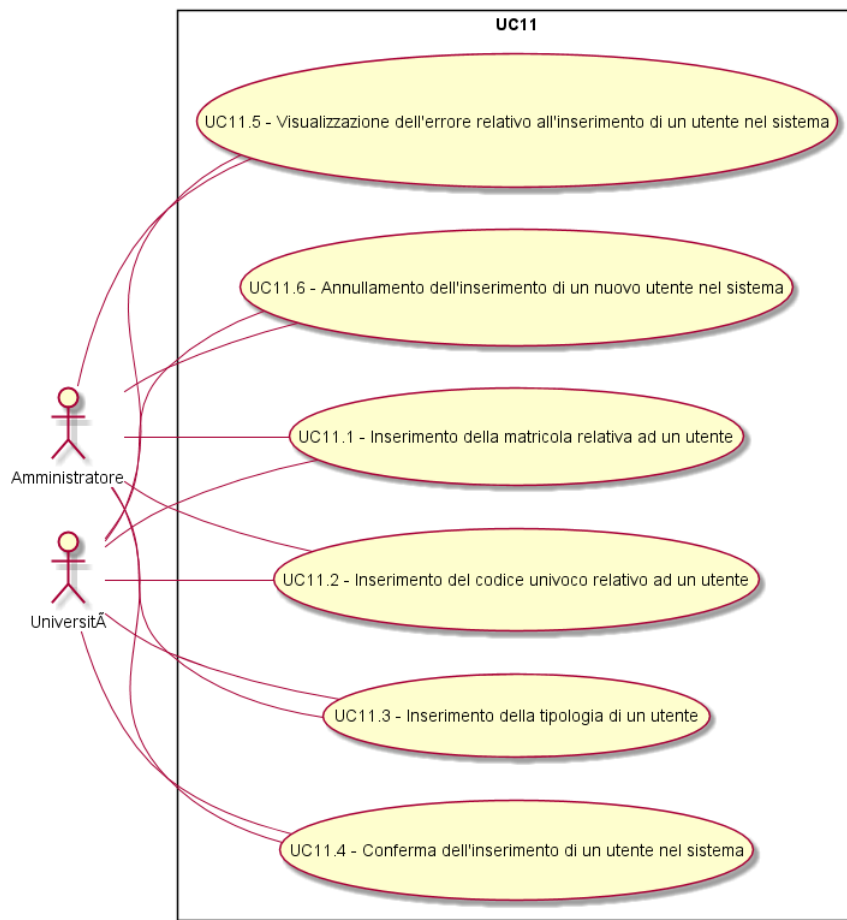 UC11
UC11.5 - Visualizzazione dell'errore relativo all'inserimento di un utente nel sistema
UC11.6 - Annullamento dell'inserimento di un nuovo utente nel sistema
UC11.1 - Inserimento della matricola relativa ad un utente
Amministratore
UC11.2 - Inserimento del codice univoco relativo ad un utente
UniversitÃ
UC11.3 - Inserimento della tipologia di un utente
UC11.4 - Conferma dell'inserimento di un utente nel sistema